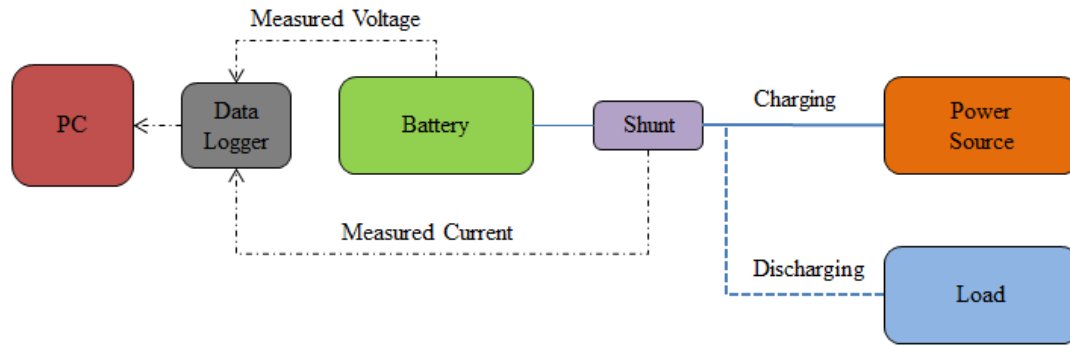 Measured Voltage
PC
Data
Logger
Battery
Shunt
Charging
Power
Source
Measured Current
Discharging
Load